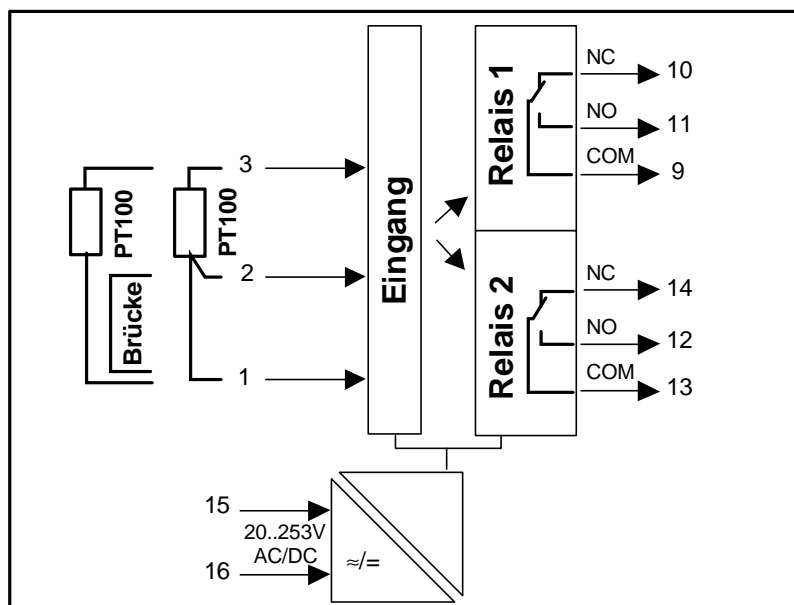 PT100
Brücke
PT100
3
2
1
Eingang
Relais 1
NC
10
NO
11
COM
9
Relais 2
NC
14
NO
12
COM
13
15
20..253V
AC/DC
16
≈/=